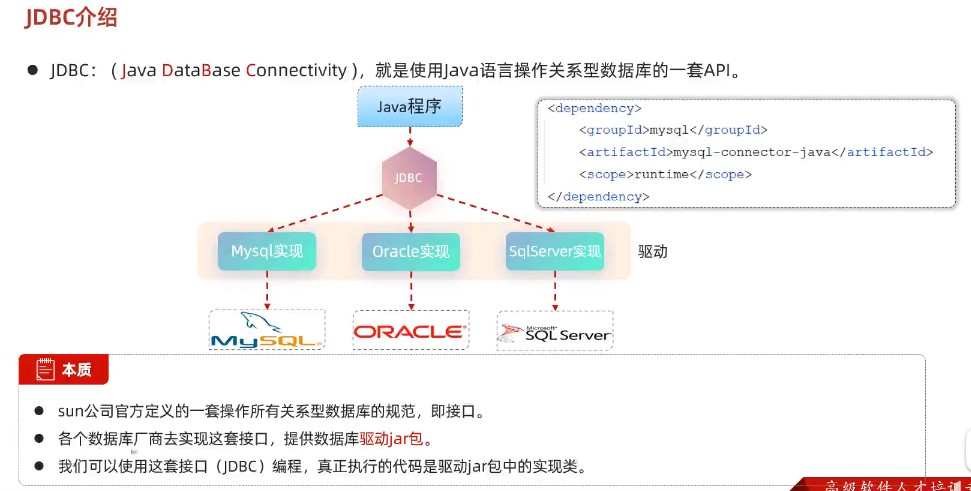 JDBC介绍
JDBC：（Java DataBase Connectivity），就是使用Java语言操作关系型数据库的一套API。
Java程序
JDBC
<dependency>
<groupId>mysql</groupId>
<artifactId>mysql-connector-java</artifactId>
<scope>runtime</scope>
</dependency>
Mysql实现
Oracle实现
SqlServer实现
驱动
MySQL®
ORACLE®
Microsoft
SQL Server
本质
sun公司官方定义的一套操作所有关系型数据库的规范，即接口。
各个数据库厂商去实现这套接口，提供数据库驱动jar包。
我们可以使用这套接口（JDBC）编程，真正执行的代码是驱动jar包中的实现类。
高级软件人才培训